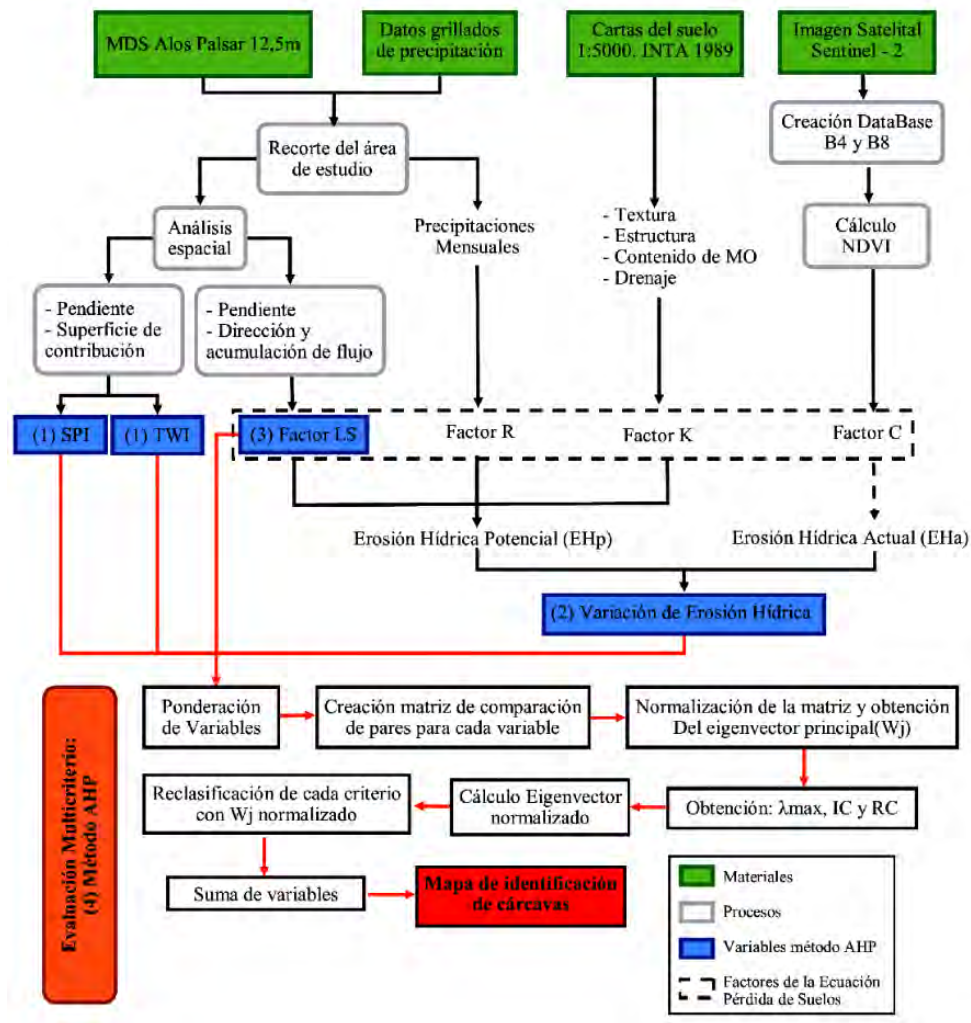 MDS Alos Palsar 12,5m
Datos grillados
de precipitación
Cartas del suelo
1:5000. INTA 1989
Imagen Satelital
Sentinel - 2
Creación DataBase
B4 y B8
Recorte del área
de estudio
Análisis
espacial
Precipitaciones
Mensuales
- Textura
- Estructura
- Contenido de MO
- Drenaje
Cálculo
NDVI
- Pendiente
- Superficie de
contribución
- Pendiente
- Dirección y
acumulación de flujo
(1) SPI
(1) TWI
(3) Factor LS
Factor R
Factor K
Factor C
Erosión Hídrica Potencial (EHp)
Erosión Hídrica Actual (EHa)
(2) Variación de Erosión Hídrica
Evaluación Multicriterio:
(4) Método AHP
Ponderación
de Variables
Creación matriz de comparación
de pares para cada variable
Normalización de la matriz y obtención
Del eigenvector principal(Wj)
Reclasificación de cada criterio
con Wj normalizado
Cálculo Eigenvector
normalizado
Obtención: λmax, IC y RC
Suma de variables
Mapa de identificación
de cárcavas
Materiales
Procesos
Variables método AHP
Factores de la Ecuación
Pérdida de Suelos